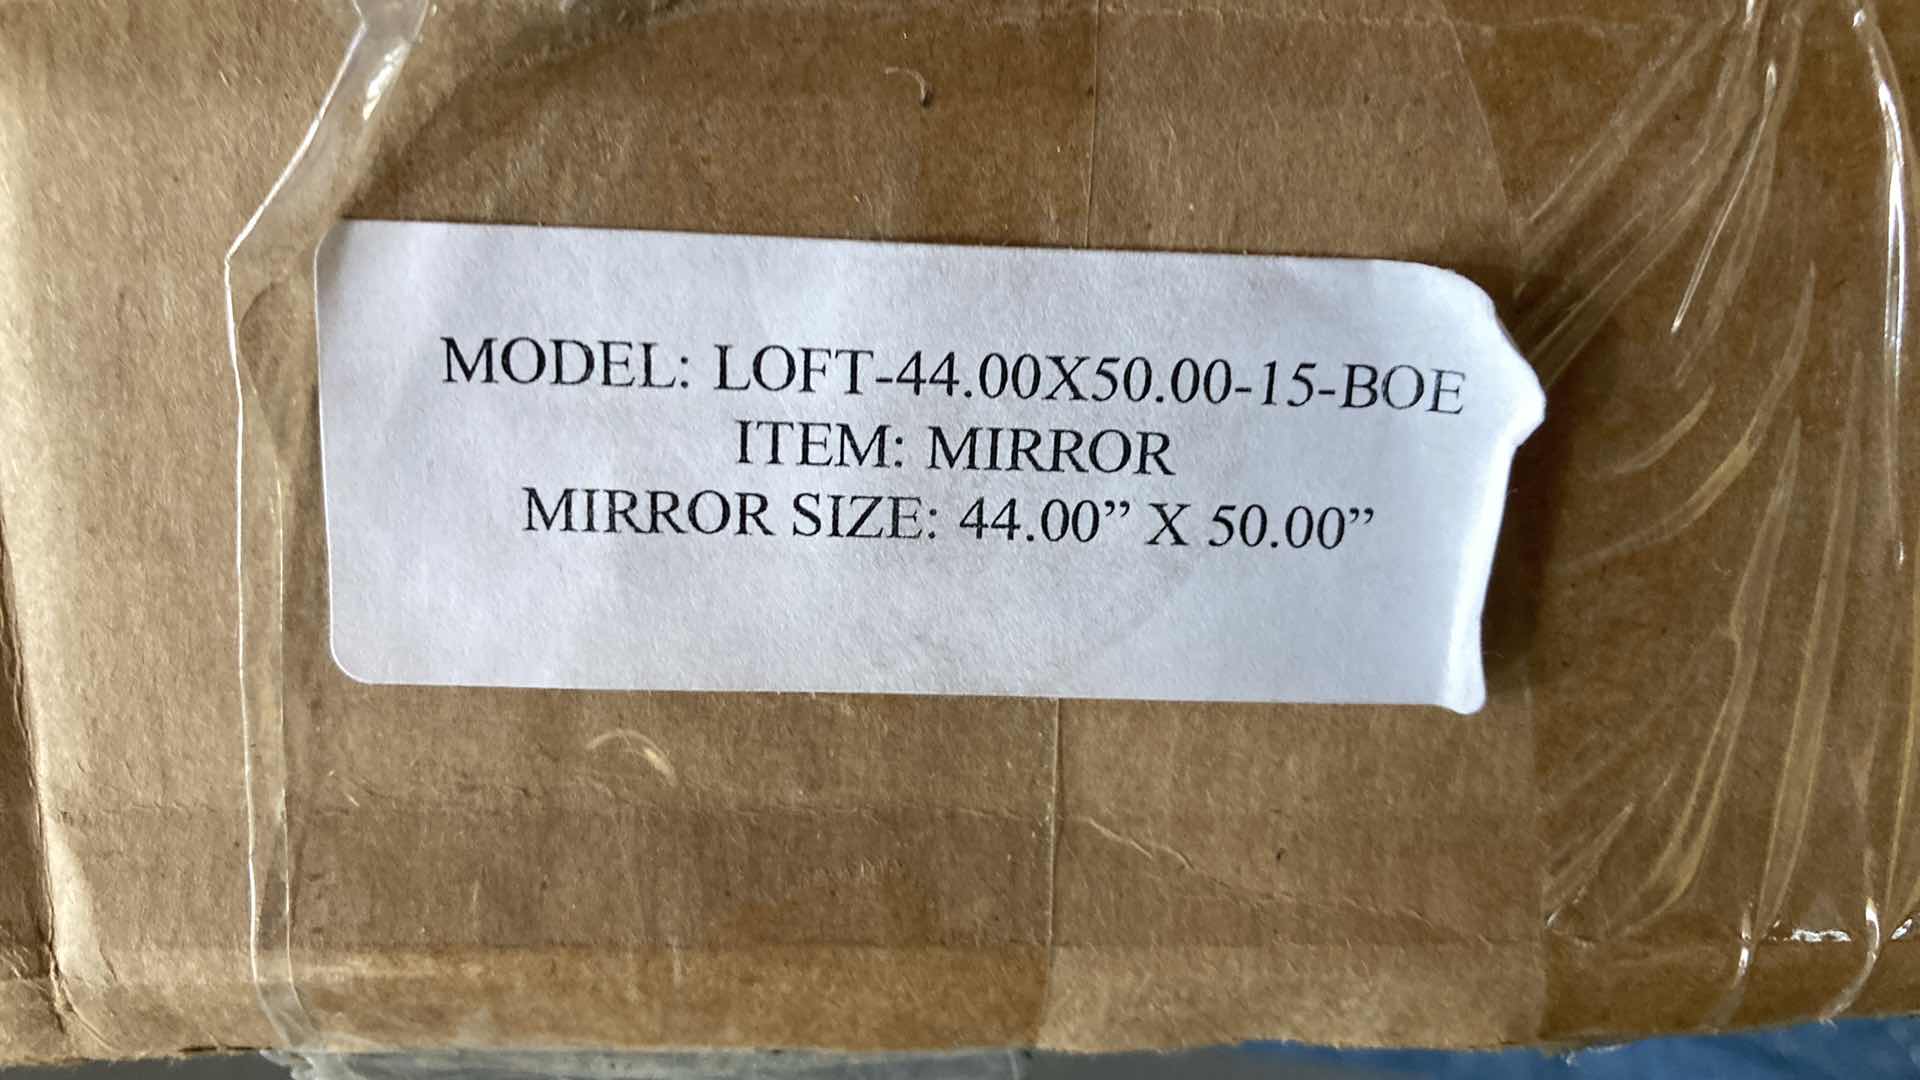 MODEL: LOFT-44.00X50.00-15-BOE
ITEM: MIRROR
MIRROR SIZE: 44.00” X 50.00”